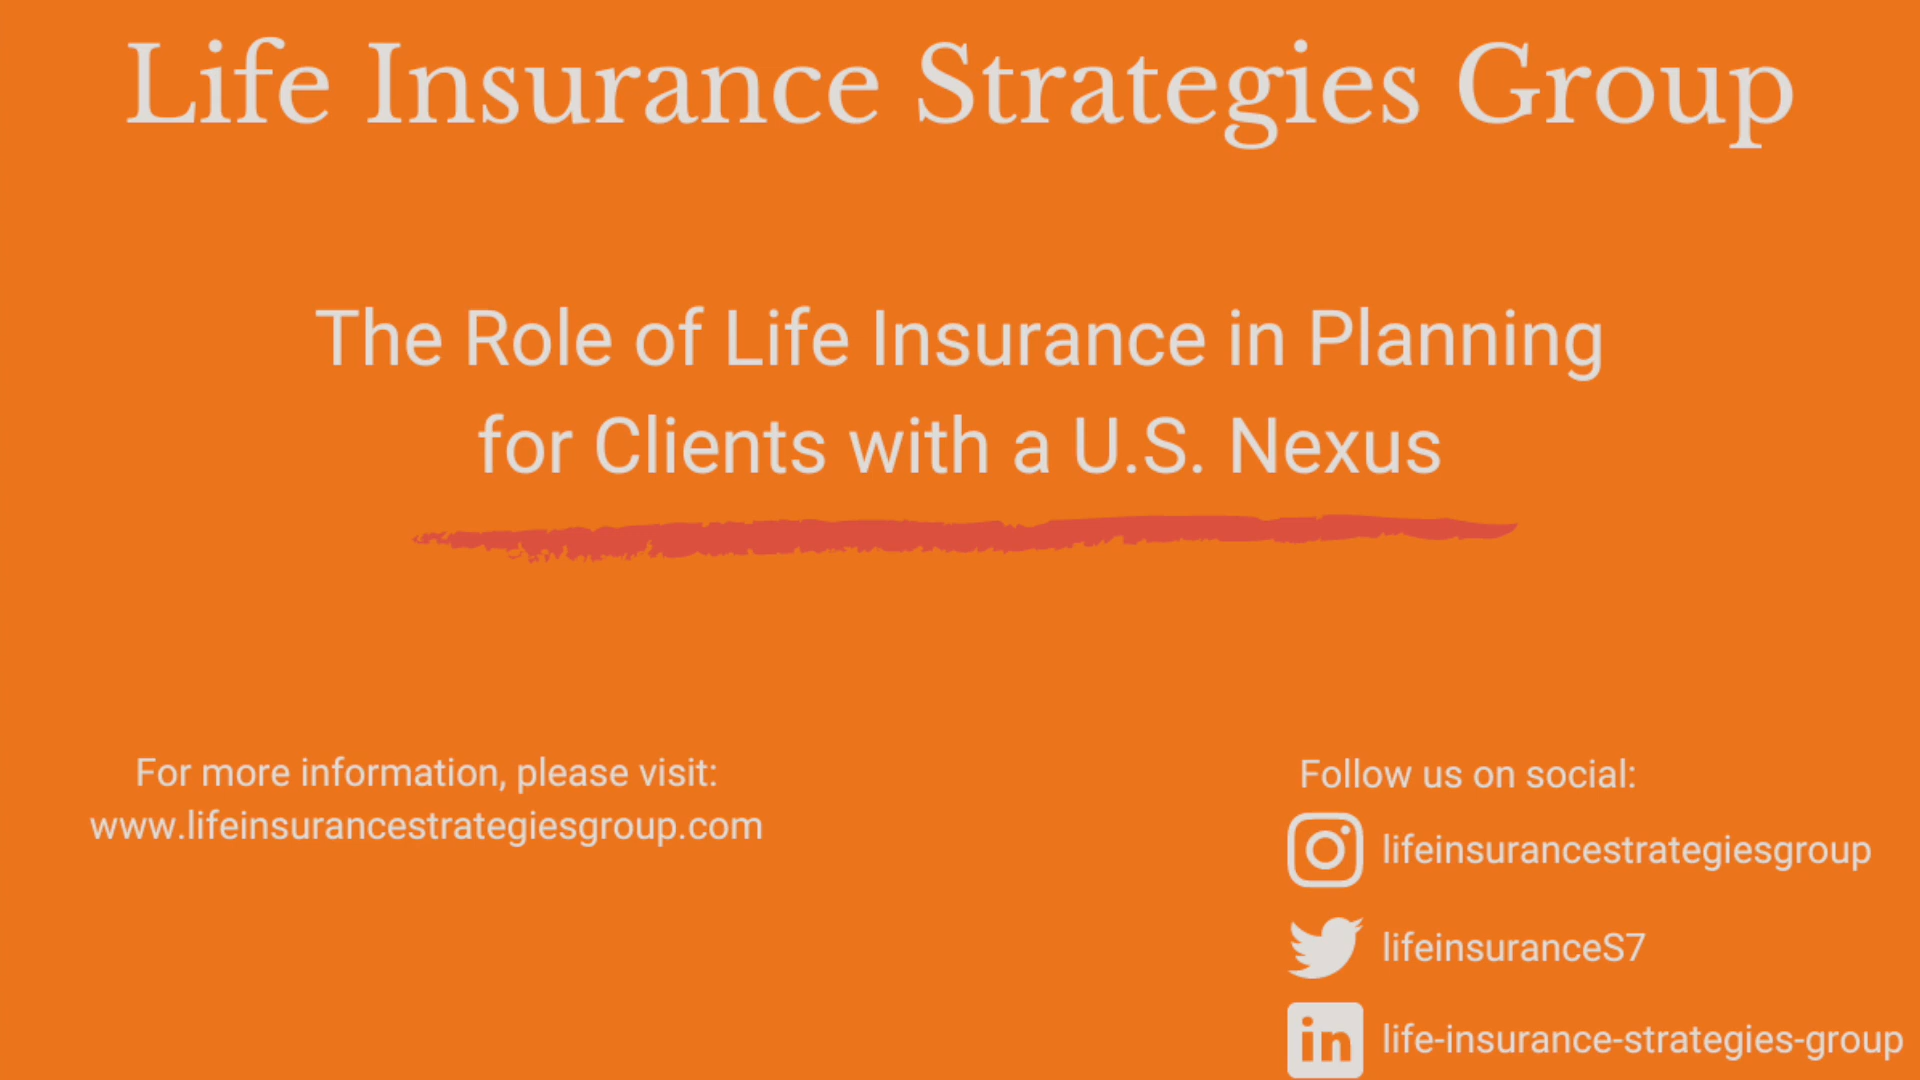 Life Insurance Strategies Group
The Role of Life Insurance in Planning
for Clients with a U.S. Nexus
For more information, please visit:
www.lifeinsurancestrategiesgroup.com
Follow us on social:
lifeinsurancestrategiesgroup
lifeinsuranceS7
in life-insurance-strategies-group